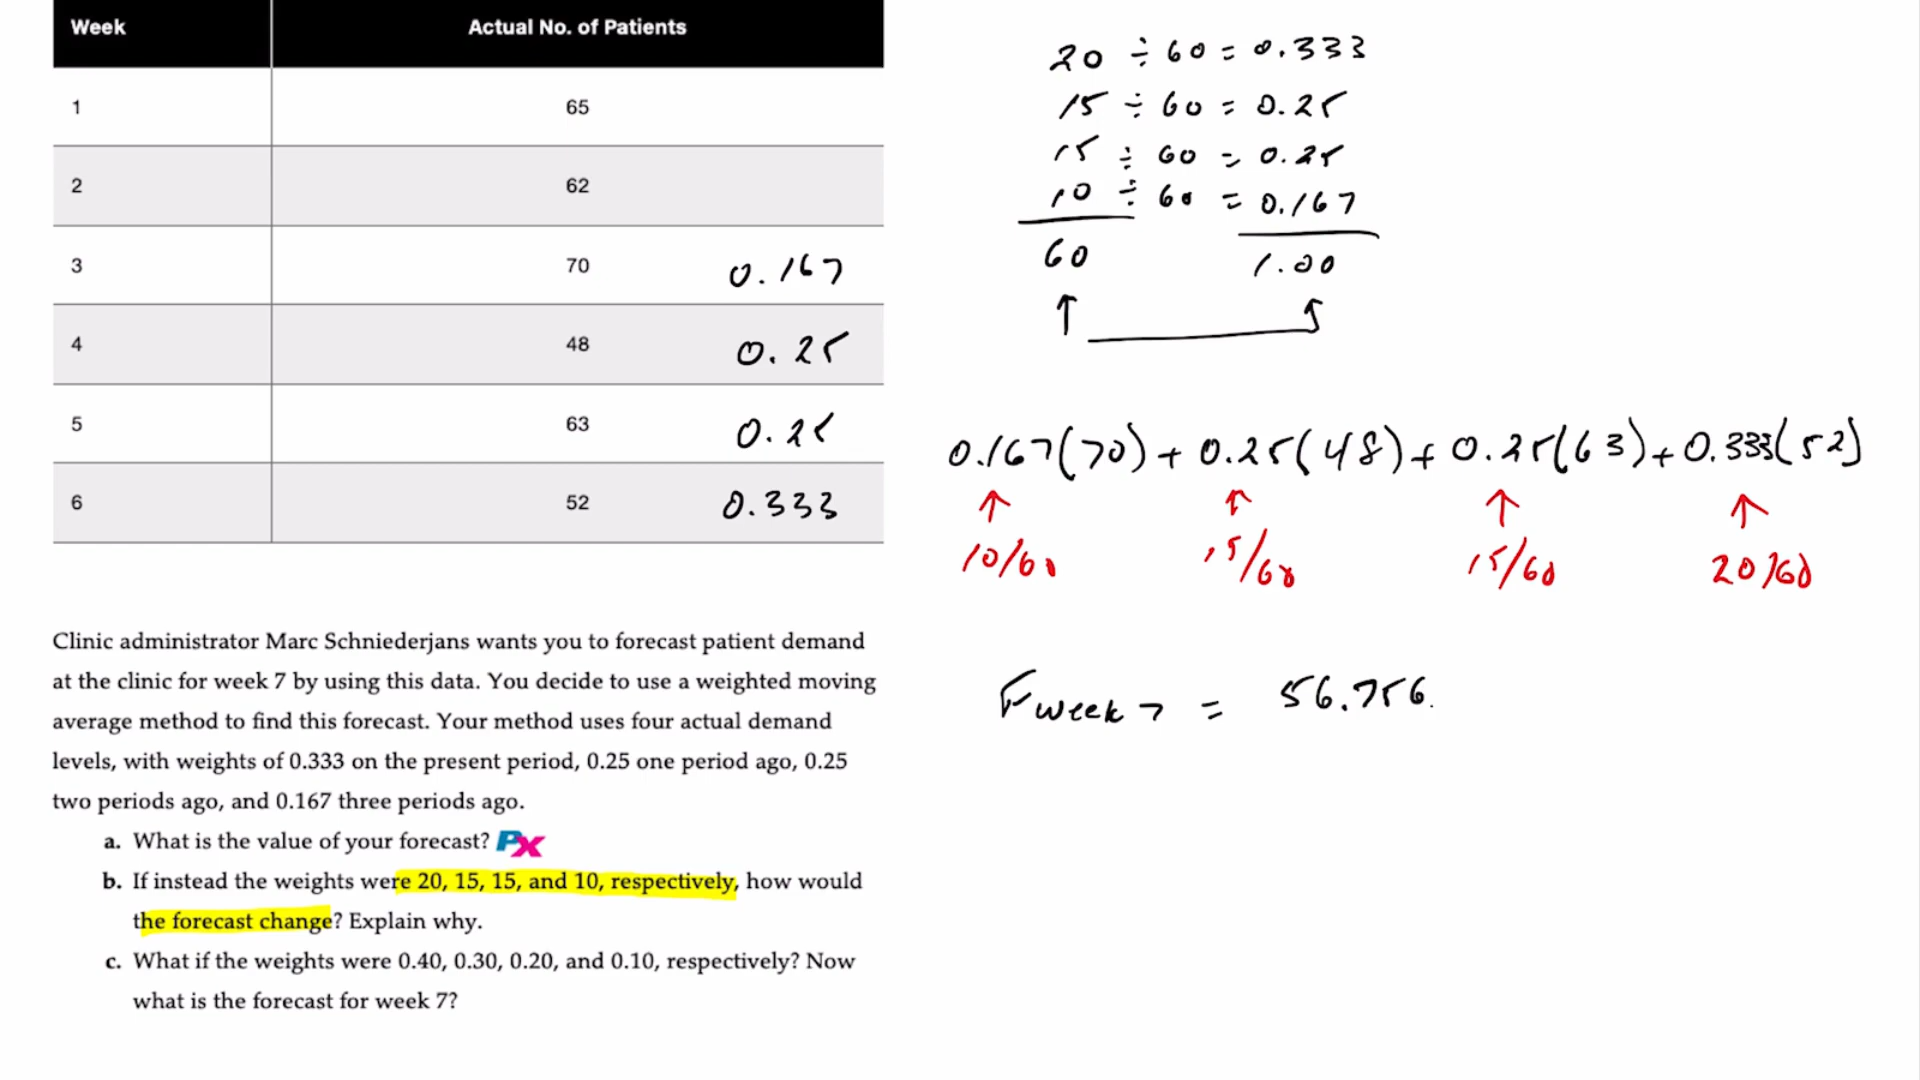 Week Actual No. of Patients
1 65
2 62
3 70 0.167
4 48 0.25
5 63 0.25
6 52 0.333
Clinic administrator Marc Schniederjans wants you to forecast patient demand
at the clinic for week 7 by using this data. You decide to use a weighted moving
average method to find this forecast. Your method uses four actual demand
levels, with weights of 0.333 on the present period, 0.25 one period ago, 0.25
two periods ago, and 0.167 three periods ago.
a. What is the value of your forecast? PX
b. If instead the weights were 20, 15, 15, and 10, respectively, how would
the forecast change? Explain why.
c. What if the weights were 0.40, 0.30, 0.20, and 0.10, respectively? Now
what is the forecast for week 7?
20 ÷ 60 = 0.333
15 ÷ 60 = 0.25
15 ÷ 60 = 0.25
10 ÷ 60 = 0.167
60 1.00
0.167(70) + 0.25(48) + 0.25(63) + 0.333(52)
10/60 15/60 15/60 20/60
Fweek 7 = 56.756.